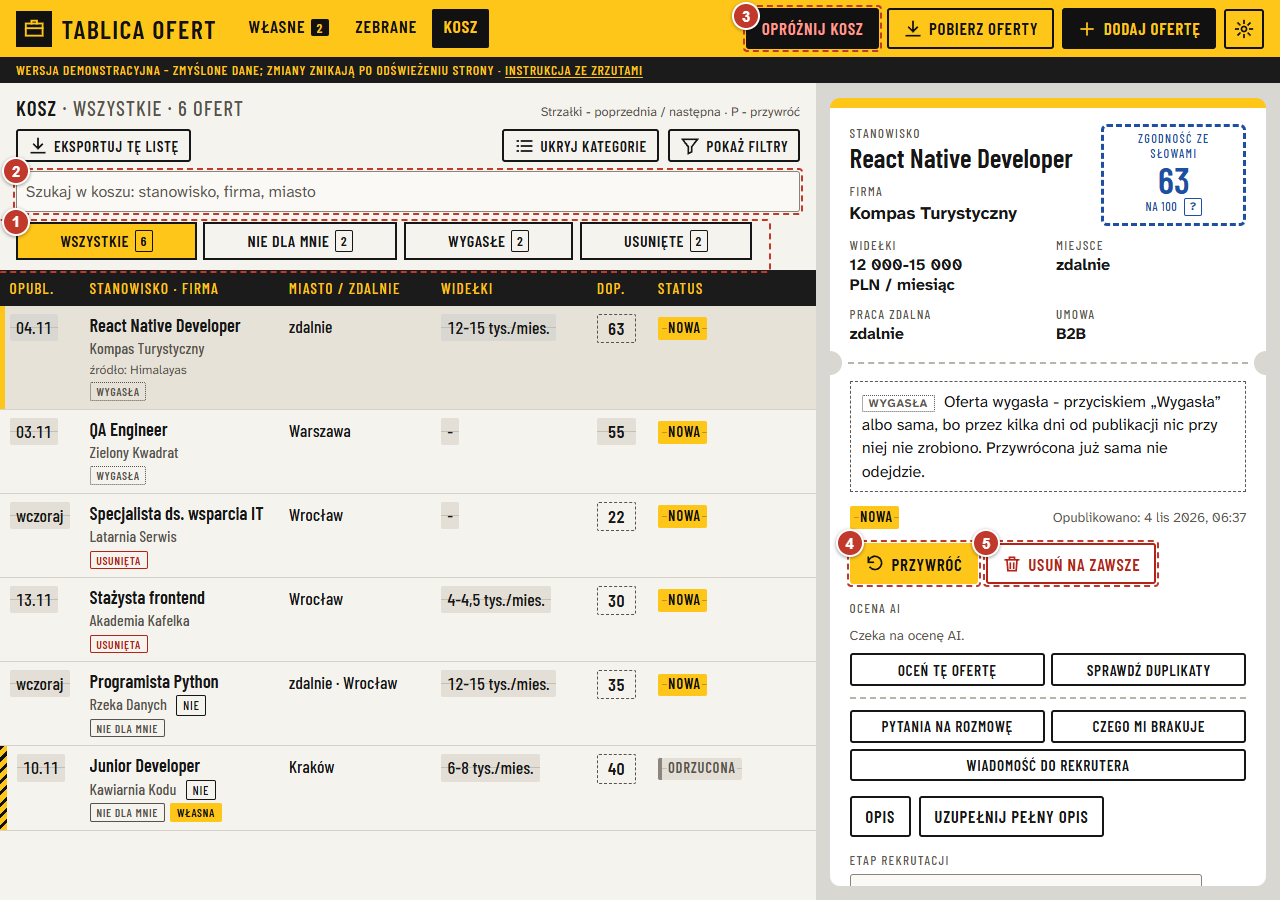 TABLICA OFERT
WŁASNE 2
ZEBRANE
KOSZ
3
OPRÓŻNIJ KOSZ
POBIERZ OFERTY
DODAJ OFERTĘ
WERSJA DEMONSTRACYJNA - ZMYŚLONE DANE; ZMIANY ZNIKAJĄ PO ODŚWIEŻENIU STRONY · INSTRUKCJA ZE ZRZUTAMI
KOSZ · WSZYSTKIE · 6 OFERT
Strzałki - poprzednia / następna · P - przywróć
EKSPORTUJ TĘ LISTĘ
UKRYJ KATEGORIE
POKAŻ FILTRY
2
Szukaj w koszu: stanowisko, firma, miasto
1
WSZYSTKIE 6
NIE DLA MNIE 2
WYGASŁE 2
USUNIĘTE 2
OPUBL. STANOWISKO · FIRMA MIASTO / ZDALNIE WIDEŁKI DOP. STATUS
04.11 React Native Developer zdalnie 12-15 tys./mies. 63 NOWA
Kompas Turystyczny
źródło: Himalayas
WYGASŁA
03.11 QA Engineer Warszawa - 55 NOWA
Zielony Kwadrat
WYGASŁA
wczoraj Specjalista ds. wsparcia IT Wrocław - 22 NOWA
Latarnia Serwis
USUNIĘTA
13.11 Stażysta frontend Wrocław 4-4,5 tys./mies. 30 NOWA
Akademia Kafelka
USUNIĘTA
wczoraj Programista Python zdalnie · Wrocław 12-15 tys./mies. 35 NOWA
Rzeka Danych NIE
NIE DLA MNIE
10.11 Junior Developer Kraków 6-8 tys./mies. 40 ODRZUCONA
Kawiarnia Kodu NIE
NIE DLA MNIE WŁASNA
STANOWISKO
React Native Developer
FIRMA
Kompas Turystyczny
ZGODNOŚĆ ZE
SŁOWAMI
63
NA 100 ?
WIDEŁKI
12 000-15 000
PLN / miesiąc
MIEJSCE
zdalnie
PRACA ZDALNA
zdalnie
UMOWA
B2B
WYGASŁA Oferta wygasła - przyciskiem „Wygasła”
albo sama, bo przez kilka dni od publikacji nic przy
niej nie zrobiono. Przywrócona już sama nie
odejdzie.
NOWA
Opublikowano: 4 lis 2026, 06:37
4
PRZYWRÓĆ
5
USUŃ NA ZAWSZE
OCENA AI
Czeka na ocenę AI.
OCEŃ TĘ OFERTĘ
SPRAWDŹ DUPLIKATY
PYTANIA NA ROZMOWĘ
CZEGO MI BRAKUJE
WIADOMOŚĆ DO REKRUTERA
OPIS
UZUPEŁNIJ PEŁNY OPIS
ETAP REKRUTACJI